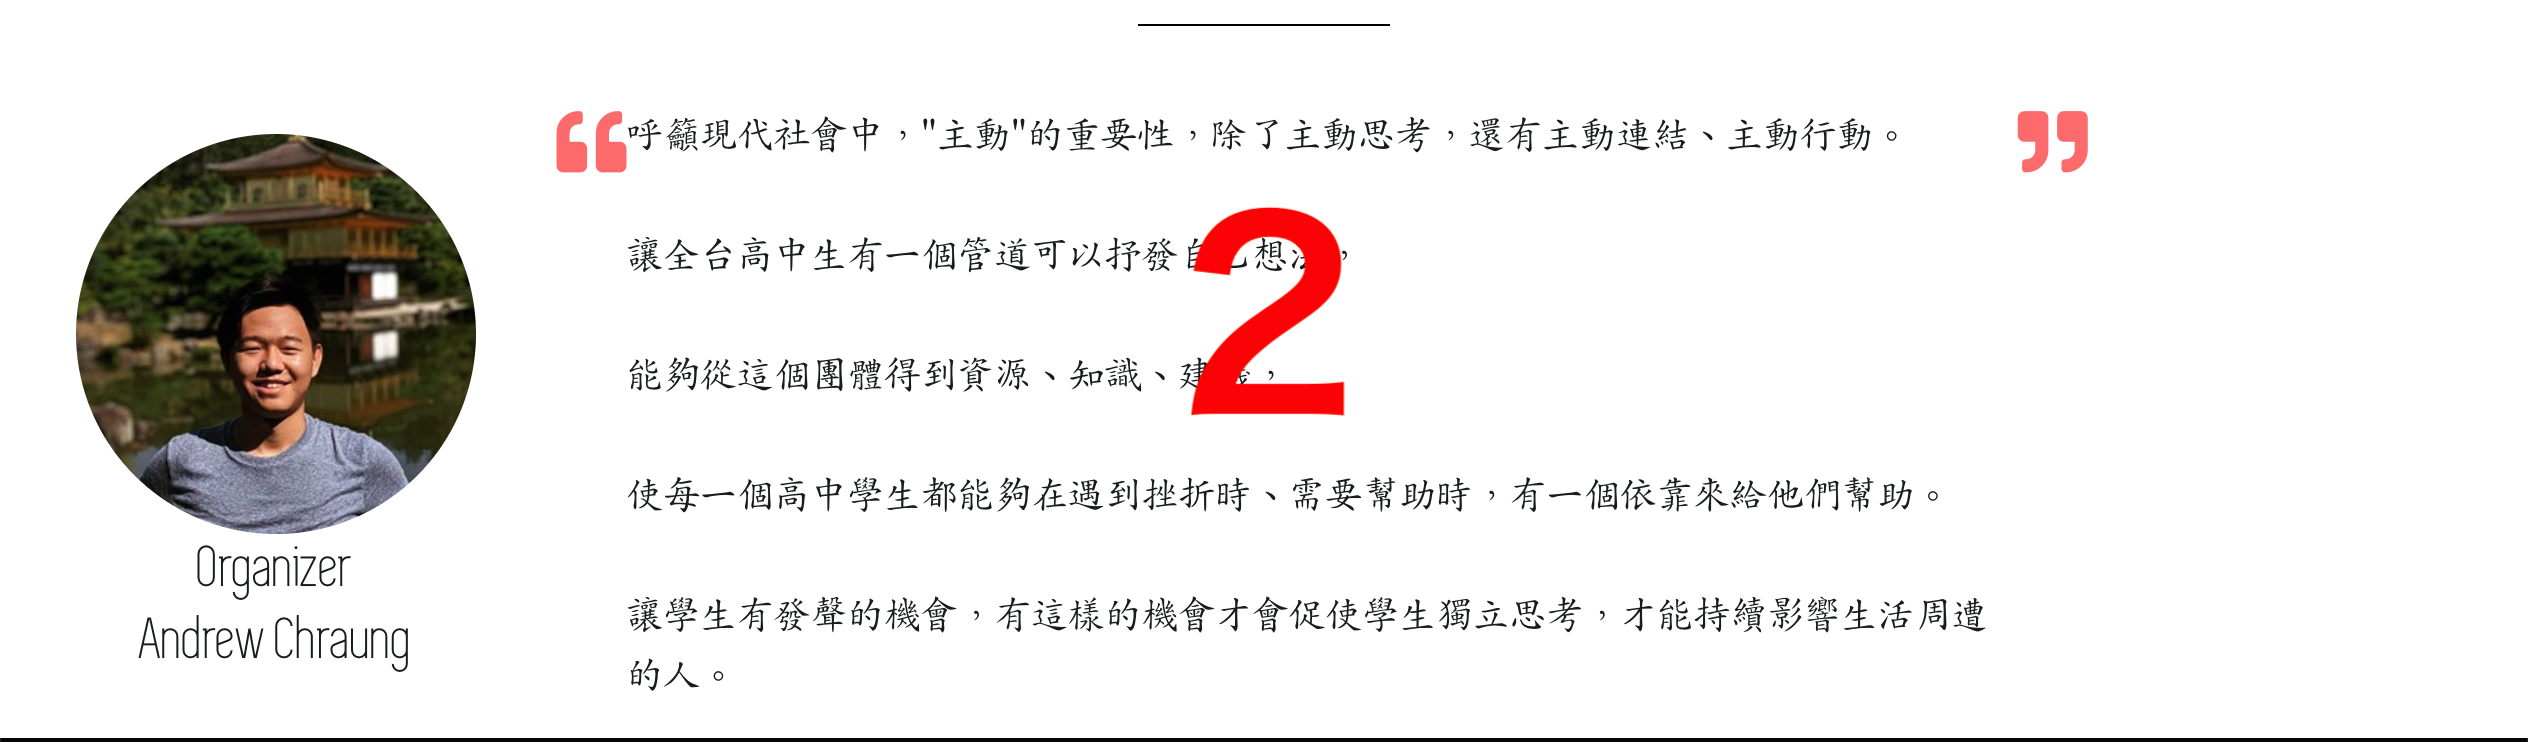 呼籲現代社會中，"主動"的重要性，除了主動思考，還有主動連結、主動行動。
讓全台高中生有一個管道可以抒發自己想法，
2
能夠從這個團體得到資源、知識、建議，
使每一個高中學生都能夠在遇到挫折時、需要幫助時，有一個依靠來給他們幫助。
讓學生有發聲的機會，有這樣的機會才會促使學生獨立思考，才能持續影響生活周遭
的人。
Organizer
Andrew Chraung